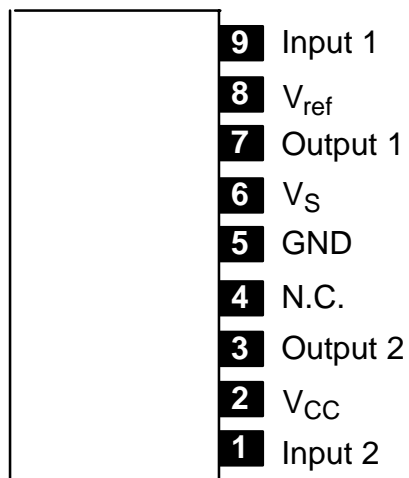 9 Input 1
8 Vref
7 Output 1
6 VS
5 GND
4 N.C.
3 Output 2
2 VCC
1 Input 2